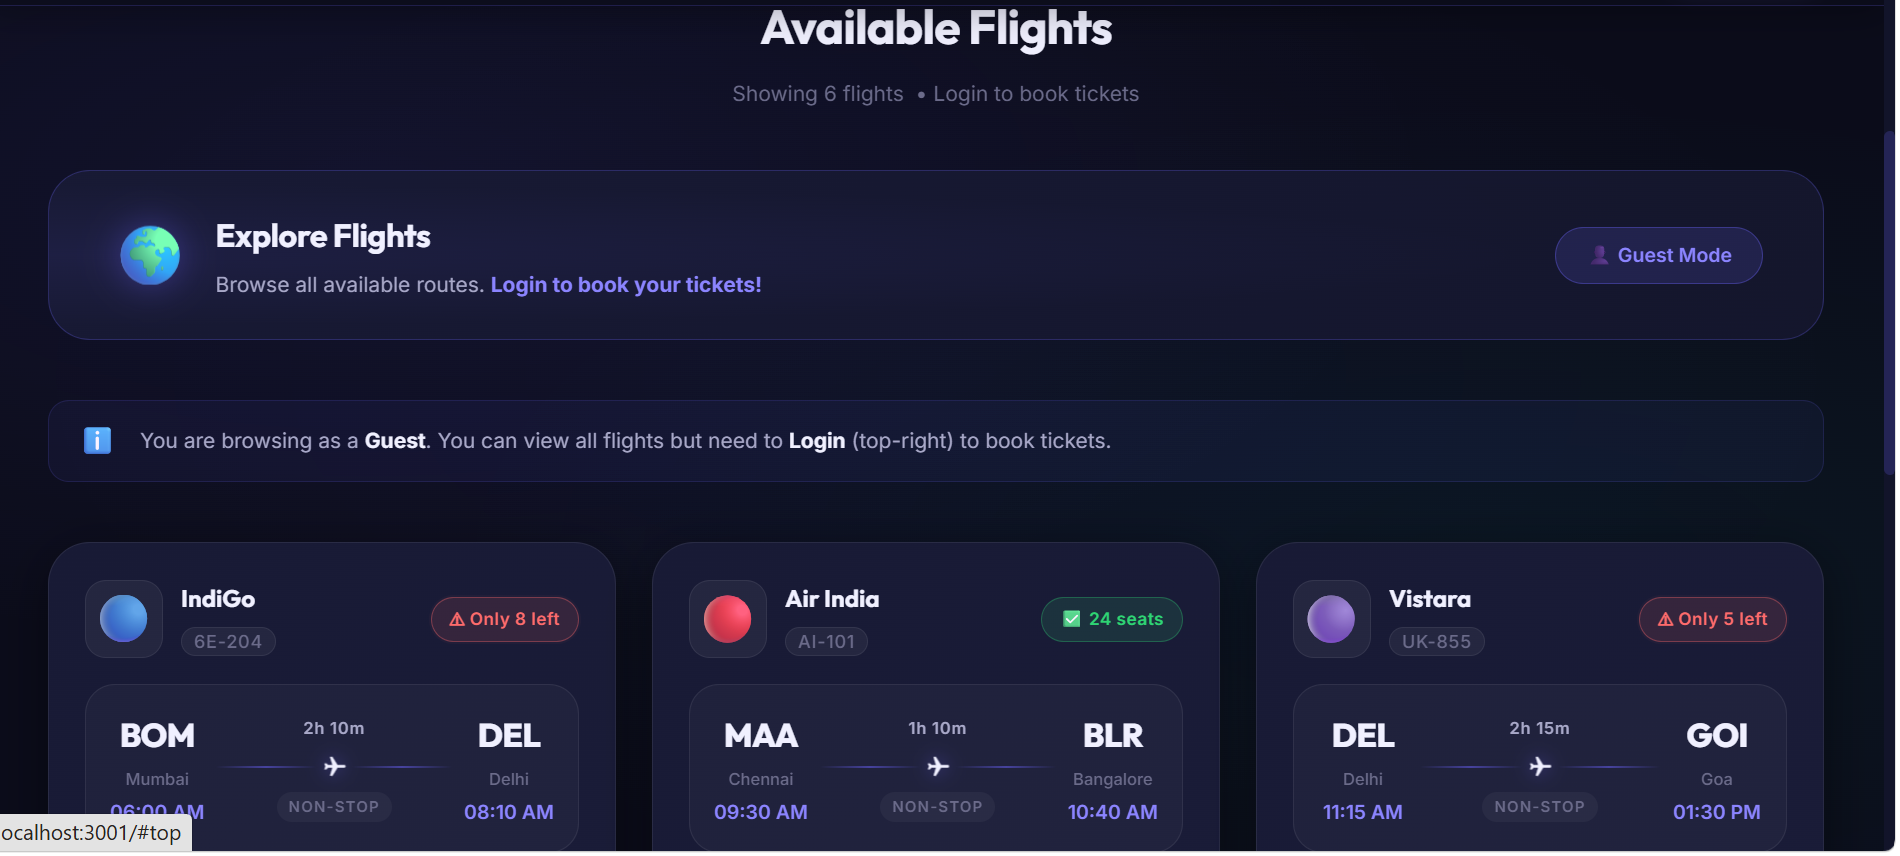 Available Flights
Showing 6 flights • Login to book tickets
Explore Flights
Browse all available routes. Login to book your tickets!
Guest Mode
You are browsing as a Guest. You can view all flights but need to Login (top-right) to book tickets.
IndiGo
6E-204
⚠ Only 8 left
BOM
Mumbai
06:00 AM
2h 10m
NON-STOP
DEL
Delhi
08:10 AM
Air India
AI-101
✅ 24 seats
MAA
Chennai
09:30 AM
1h 10m
NON-STOP
BLR
Bangalore
10:40 AM
Vistara
UK-855
⚠ Only 5 left
DEL
Delhi
11:15 AM
2h 15m
NON-STOP
GOI
Goa
01:30 PM
ocalhost:3001/#top